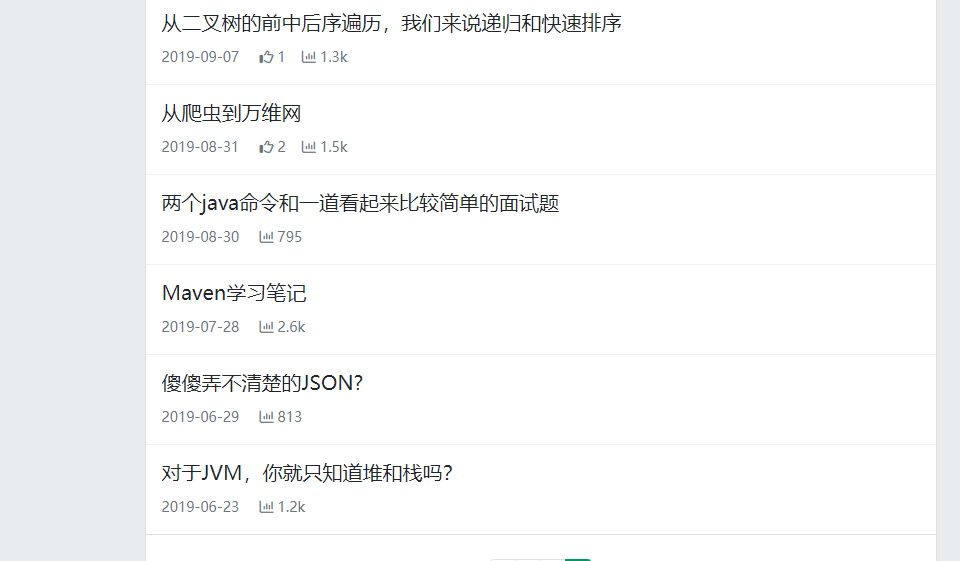 从二叉树的前中后序遍历，我们来说递归和快速排序
2019-09-07 1 1.3k
从爬虫到万维网
2019-08-31 2 1.5k
两个java命令和一道看起来比较简单的面试题
2019-08-30 795
Maven学习笔记
2019-07-28 2.6k
傻傻弄不清楚的JSON？
2019-06-29 813
对于JVM，你就只知道堆和栈吗？
2019-06-23 1.2k